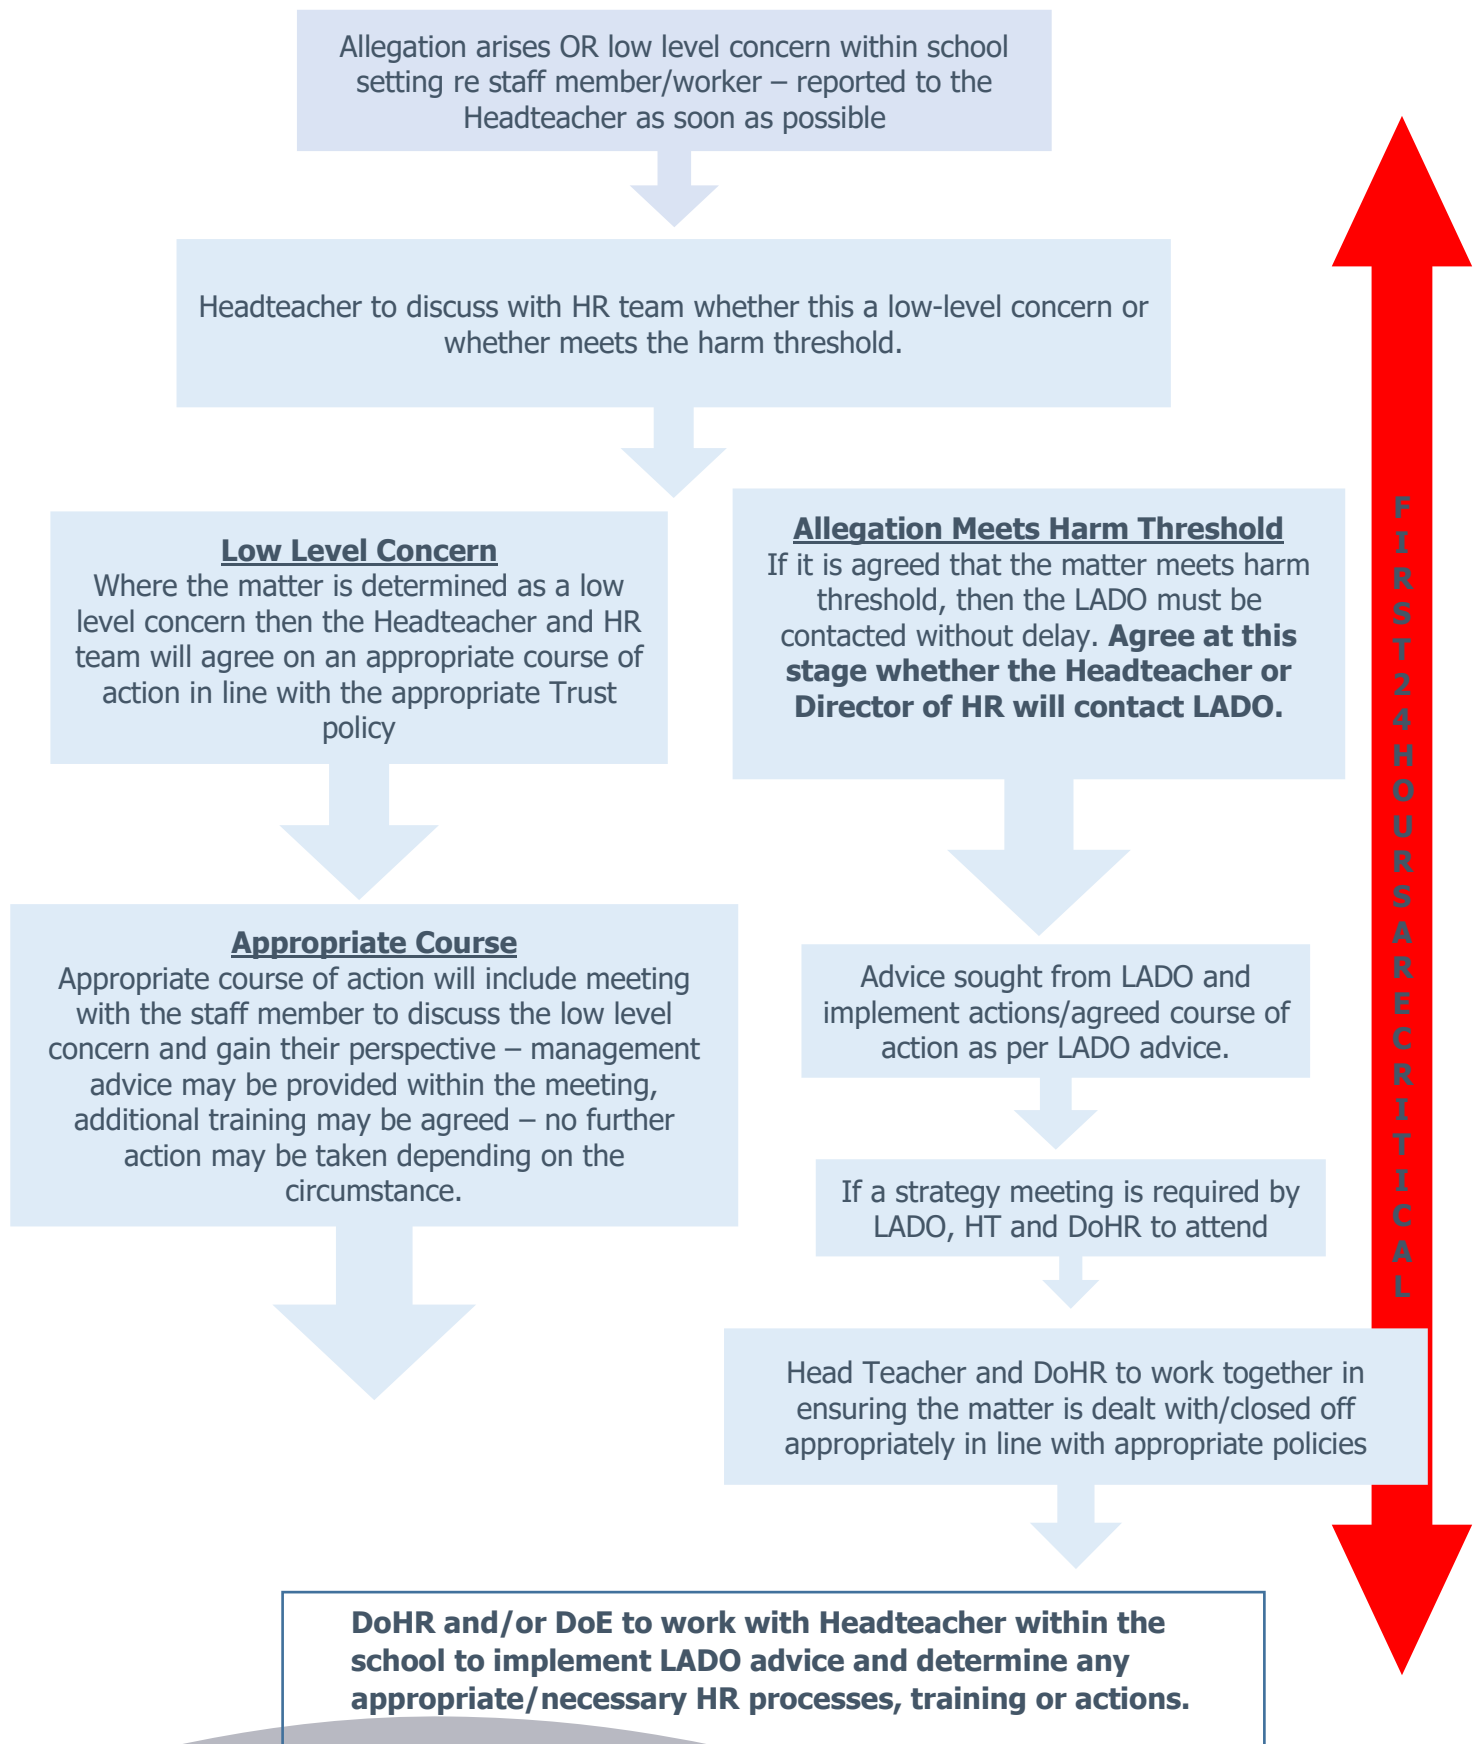 Allegation arises OR low level concern within school
setting re staff member/worker – reported to the
Headteacher as soon as possible
Headteacher to discuss with HR team whether this a low-level concern or
whether meets the harm threshold.
Low Level Concern
Where the matter is determined as a low
level concern then the Headteacher and HR
team will agree on an appropriate course of
action in line with the appropriate Trust
policy
Allegation Meets Harm Threshold
If it is agreed that the matter meets harm
threshold, then the LADO must be
contacted without delay. Agree at this
stage whether the Headteacher or
Director of HR will contact LADO.
Appropriate Course
Appropriate course of action will include meeting
with the staff member to discuss the low level
concern and gain their perspective – management
advice may be provided within the meeting,
additional training may be agreed – no further
action may be taken depending on the
circumstance.
Advice sought from LADO and
implement actions/agreed course of
action as per LADO advice.
If a strategy meeting is required by
LADO, HT and DoHR to attend
Head Teacher and DoHR to work together in
ensuring the matter is dealt with/closed off
appropriately in line with appropriate policies
DoHR and/or DoE to work with Headteacher within the
school to implement LADO advice and determine any
appropriate/necessary HR processes, training or actions.
FIRST24HOURSARECRITICAL